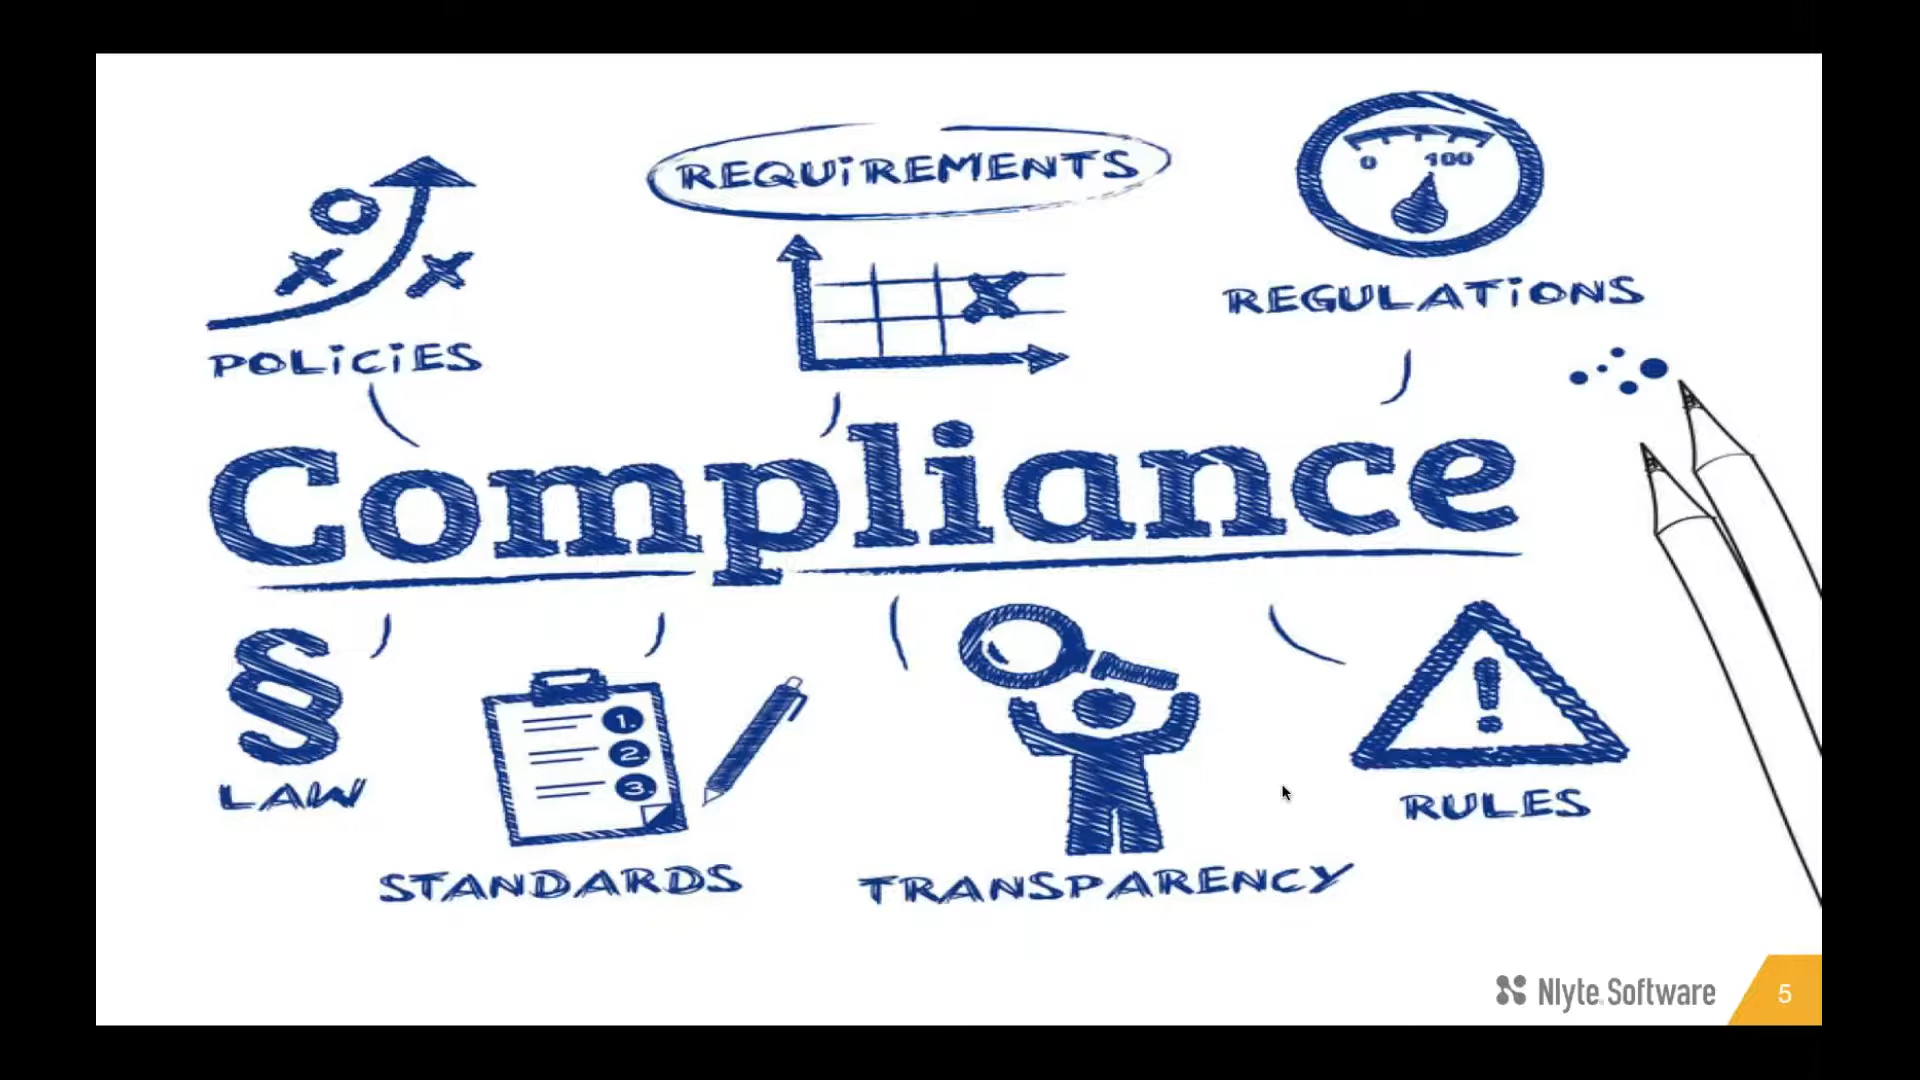 REQUiREMENTS
0 100
REGULATiONS
POLiCiES
Compliance
§
1.
2.
3.
LAW
RULES
STANDARDS
TRANSPARENCY
Nlyte Software
5